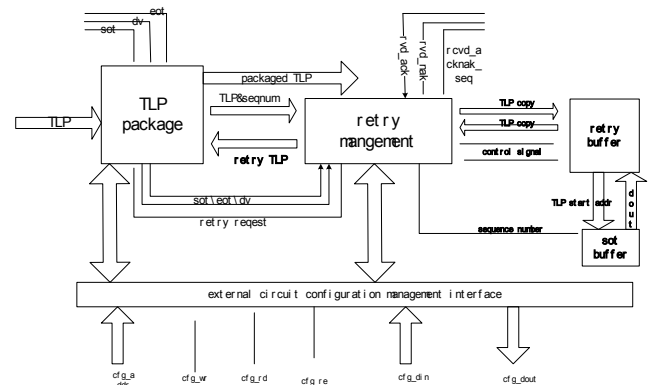 eot
dv
sot
rvd_ack
rvd_nak
rcvd_a
cknak_
seq
packaged TLP
TLP
TLP
package
TLP&seqnum
retry TLP
retry
mangement
TLP copy
TLP copy
control signal
retry
buffer
sot \ eot \ dv
retry reqest
TLP start addr
dout
sequence number
sot
buffer
external circuit configuration management interface
cfg_a
ddr
cfg_wr
cfg_rd
cfg_re
cfg_din
cfg_dout